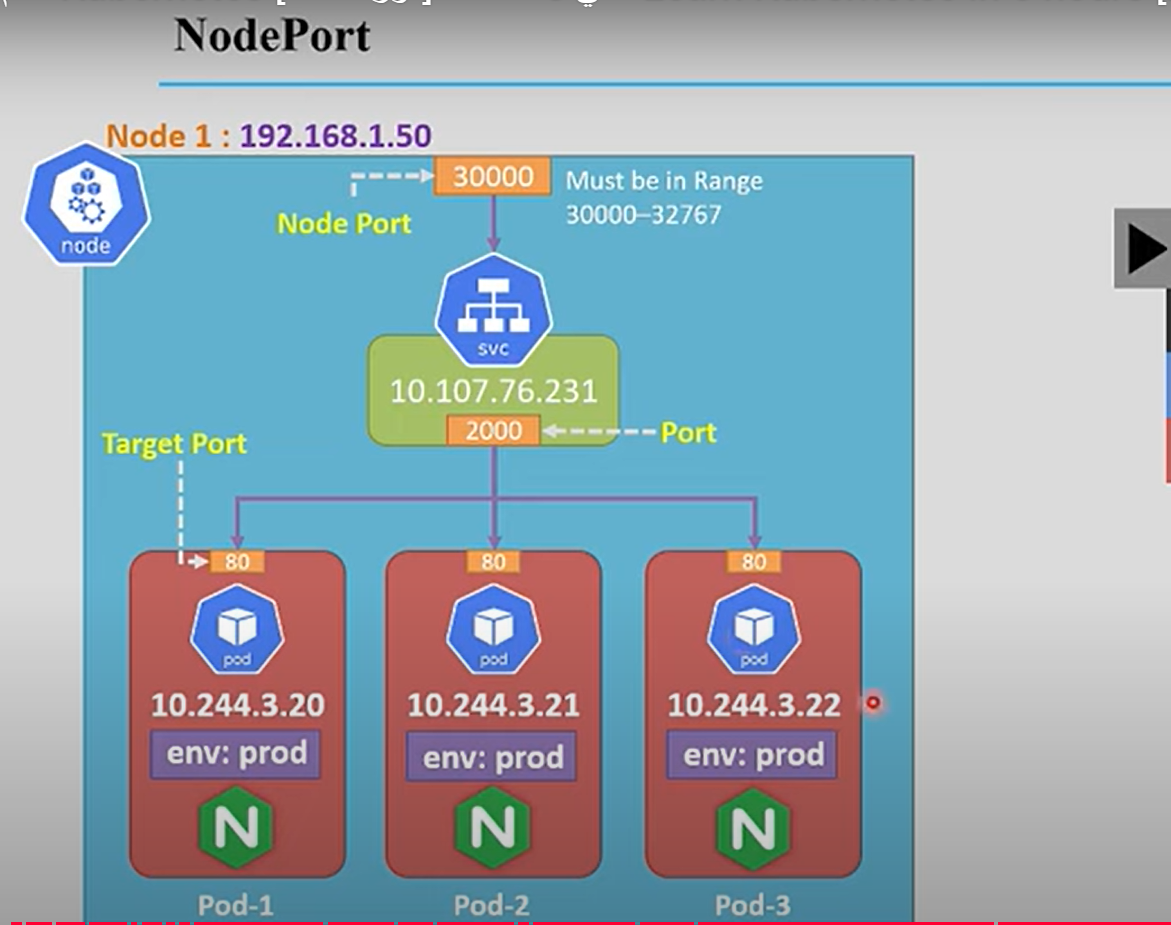 NodePort
Node 1 : 192.168.1.50
30000
Must be in Range
30000–32767
Node Port
node
svc
10.107.76.231
2000
Port
Target Port
80
80
80
pod
pod
pod
10.244.3.20
10.244.3.21
10.244.3.22
env: prod
env: prod
env: prod
N
N
N
Pod-1
Pod-2
Pod-3